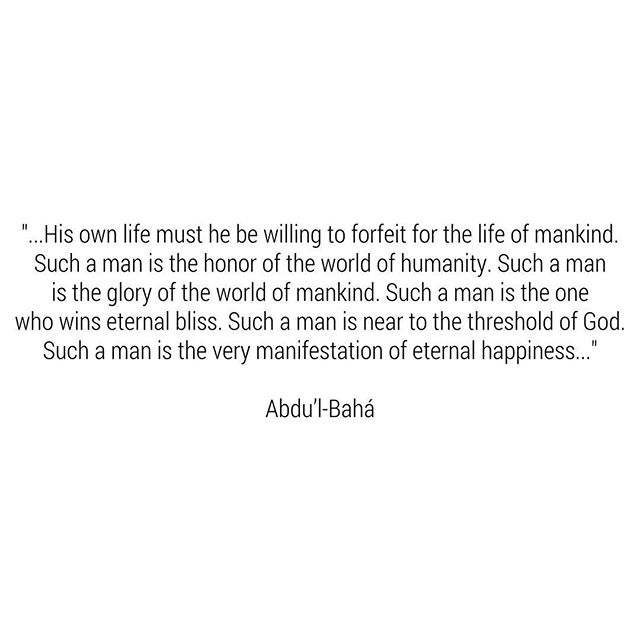 "...His own life must he be willing to forfeit for the life of mankind.
Such a man is the honor of the world of humanity. Such a man
is the glory of the world of mankind. Such a man is the one
who wins eternal bliss. Such a man is near to the threshold of God.
Such a man is the very manifestation of eternal happiness..."
Abdu’l-Bahá